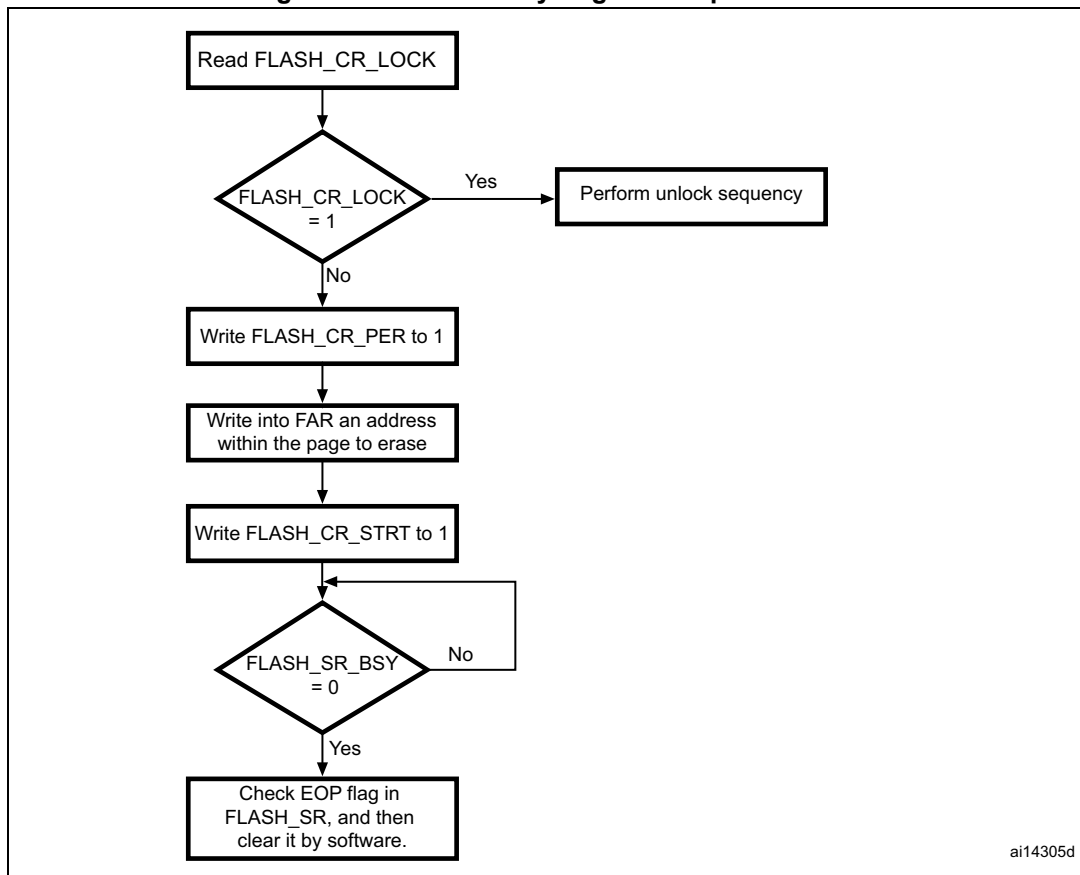 Read FLASH_CR_LOCK
FLASH_CR_LOCK
= 1
Yes
Perform unlock sequency
No
Write FLASH_CR_PER to 1
Write into FAR an address
within the page to erase
Write FLASH_CR_STRT to 1
FLASH_SR_BSY
= 0
No
Yes
Check EOP flag in
FLASH_SR, and then
clear it by software.
ai14305d